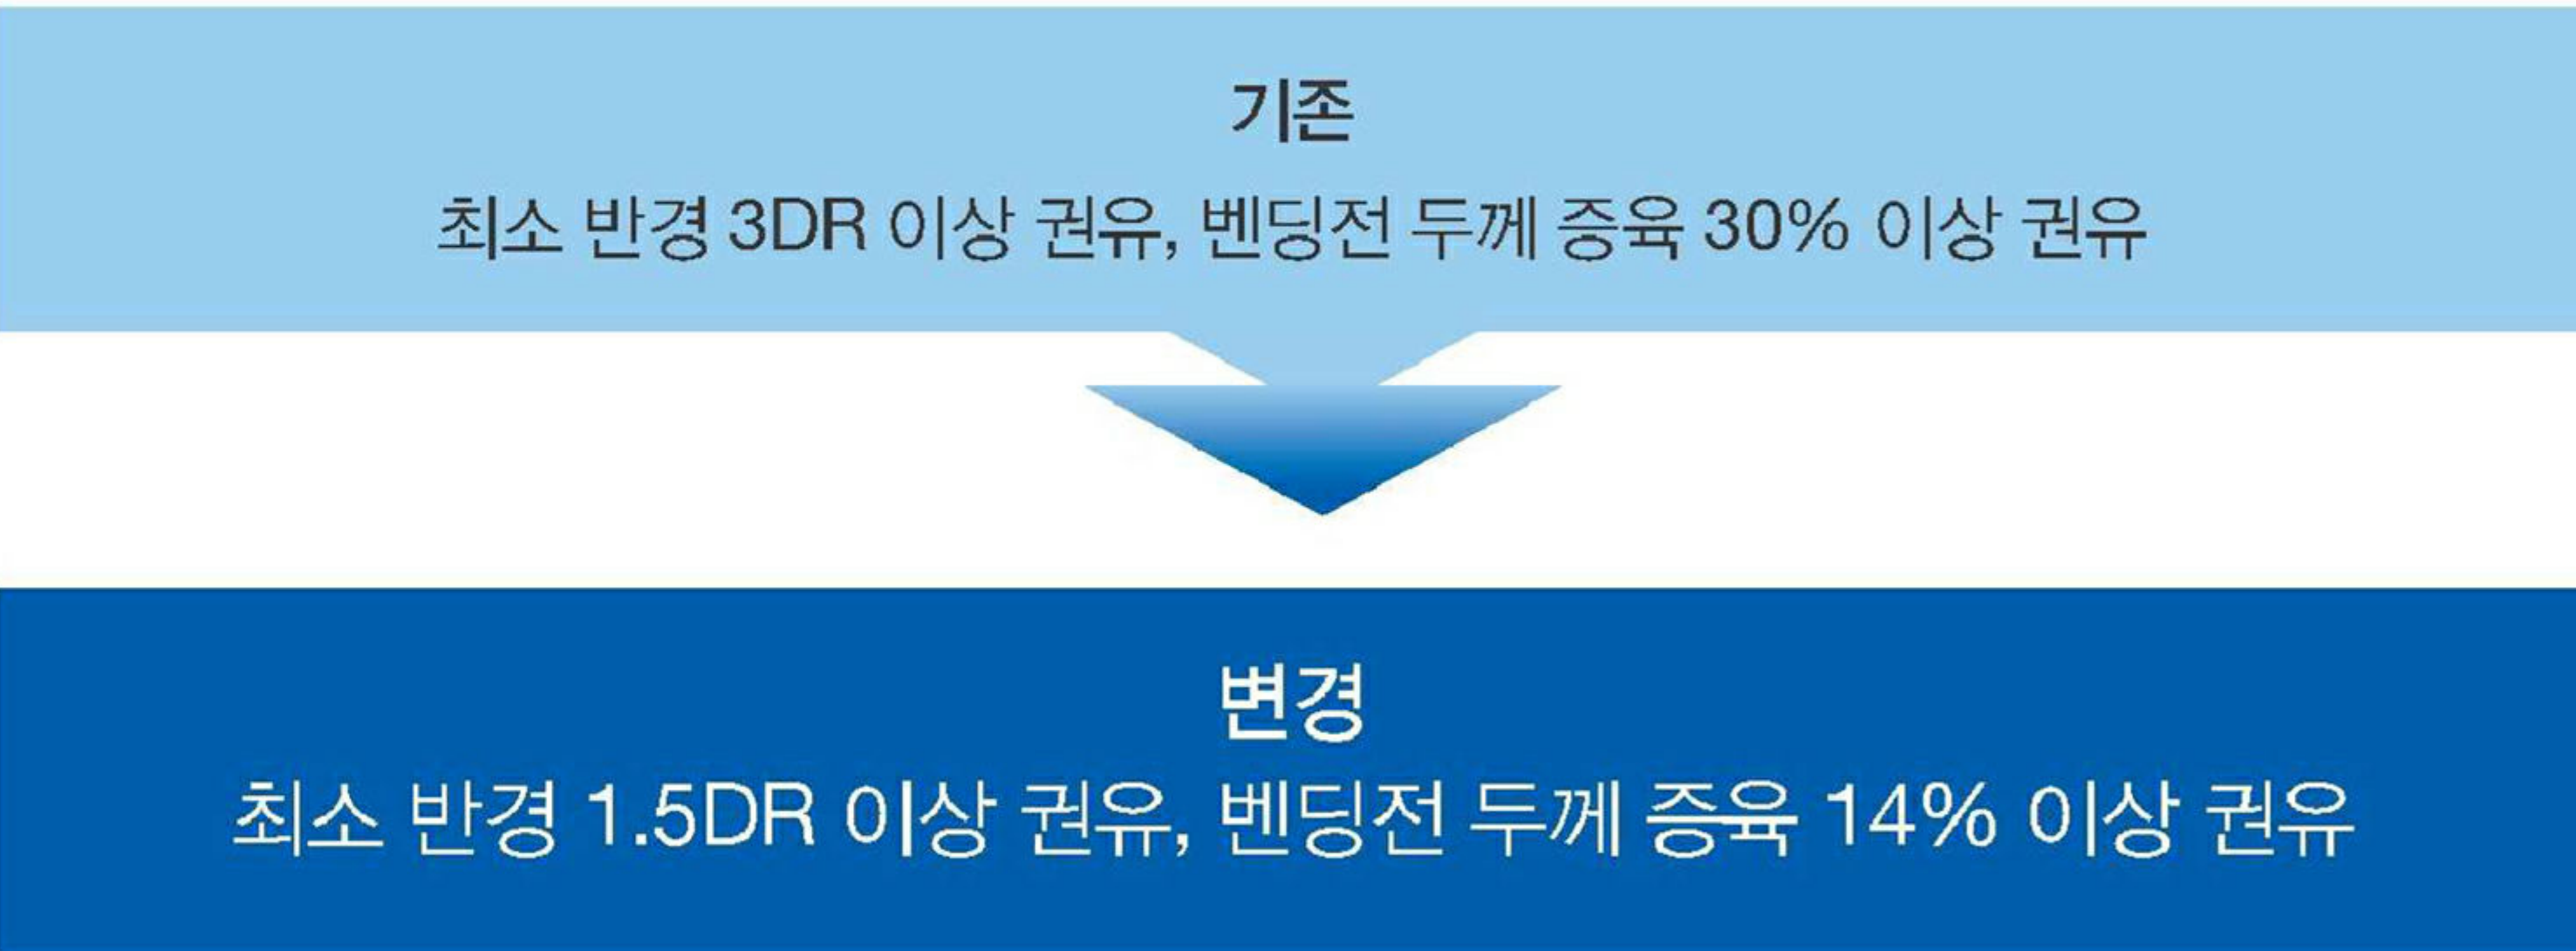 기존
최소 반경 3DR 이상 권유, 벤딩전 두께 증육 30% 이상 권유
변경
최소 반경 1.5DR 이상 권유, 벤딩전 두께 증육 14% 이상 권유